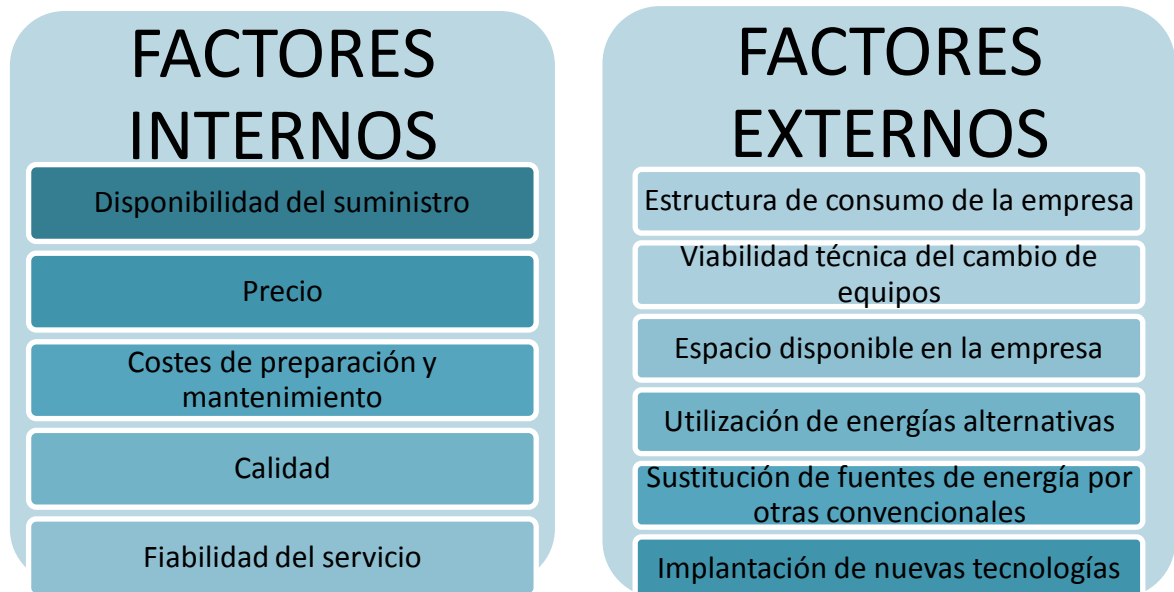 FACTORES
INTERNOS
Disponibilidad del suministro
Precio
Costes de preparación y
mantenimiento
Calidad
Fiabilidad del servicio
FACTORES
EXTERNOS
Estructura de consumo de la empresa
Viabilidad técnica del cambio de
equipos
Espacio disponible en la empresa
Utilización de energías alternativas
Sustitución de fuentes de energía por
otras convencionales
Implantación de nuevas tecnologías